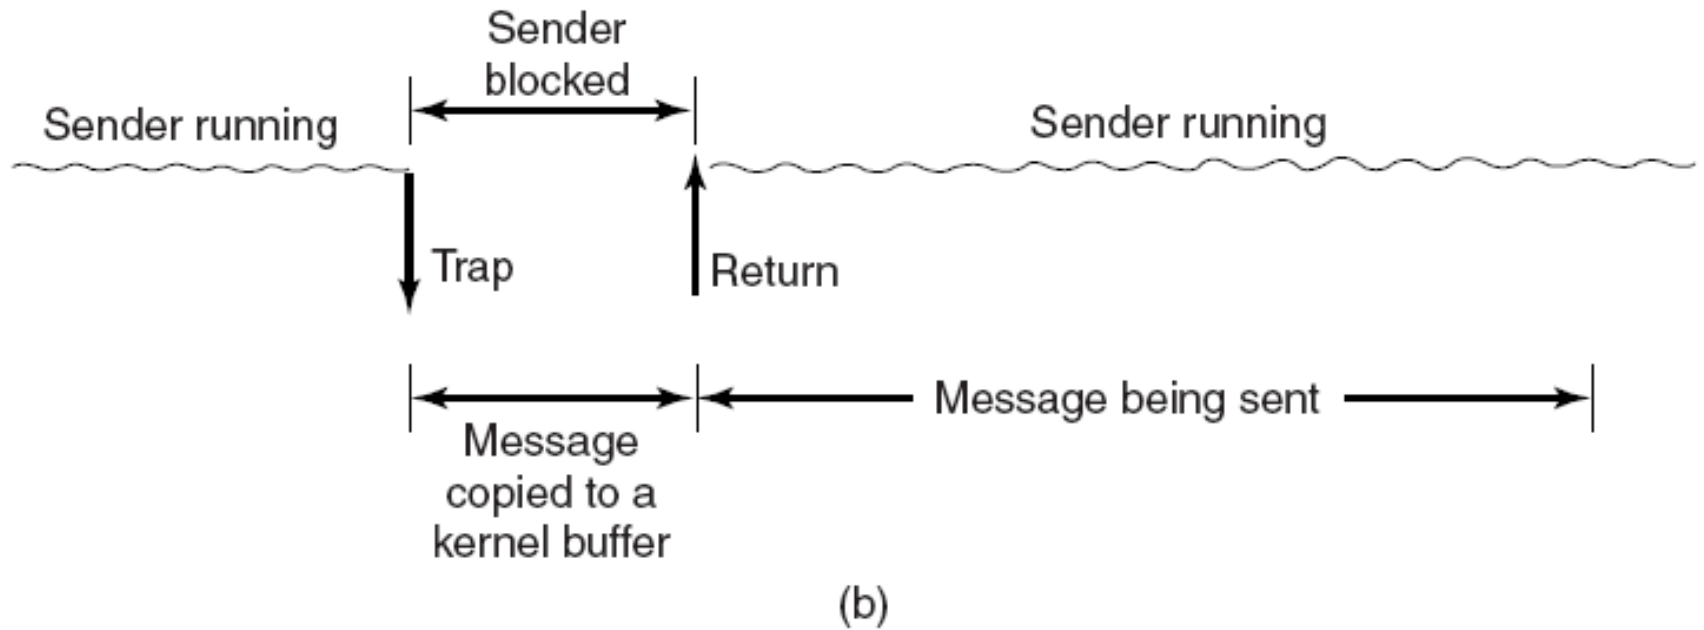 Sender
blocked
Sender running
Sender running
Trap
Return
Message being sent
Message
copied to a
kernel buffer
(b)